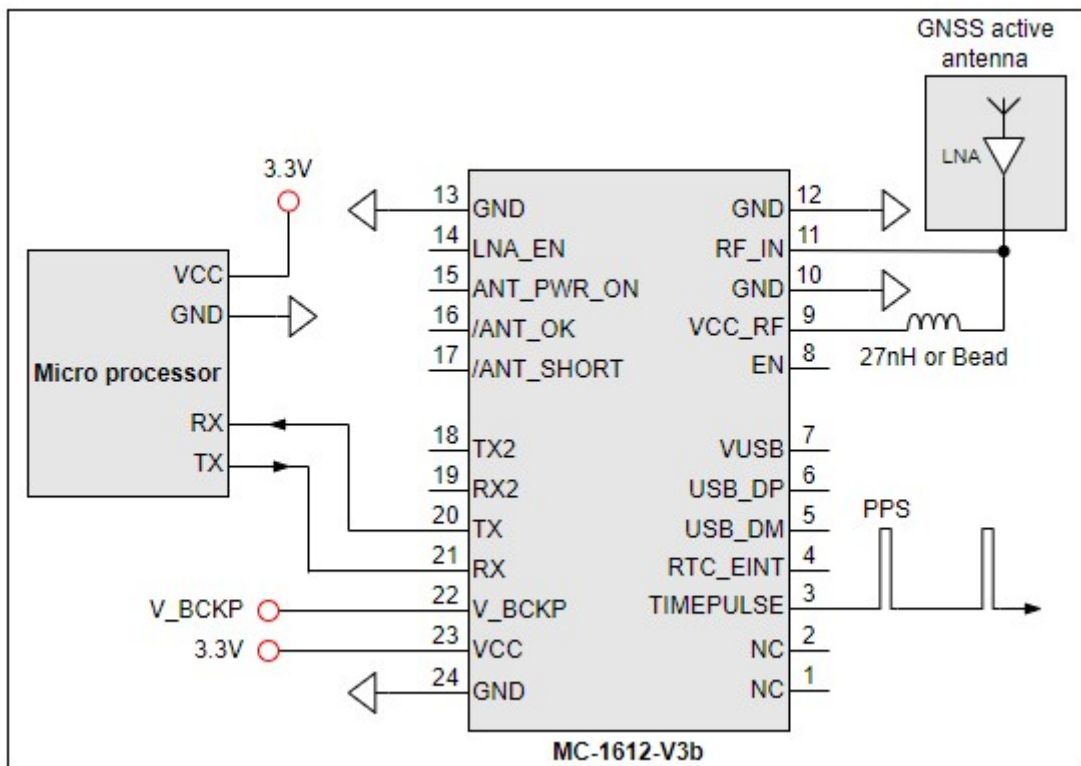 GNSS active
antenna
LNA
3.3V
VCC
GND
Micro processor
RX
TX
13 GND
14 LNA_EN
15 ANT_PWR_ON
16 /ANT_OK
17 /ANT_SHORT
18 TX2
19 RX2
20 TX
21 RX
V_BCKP 22 V_BCKP
3.3V 23 VCC
24 GND
GND 12
RF_IN 11
GND 10
VCC_RF 9
27nH or Bead
EN 8
VUSB 7
USB_DP 6
USB_DM 5
PPS
RTC_EINT 4
TIMEPULSE 3
NC 2
NC 1
MC-1612-V3b